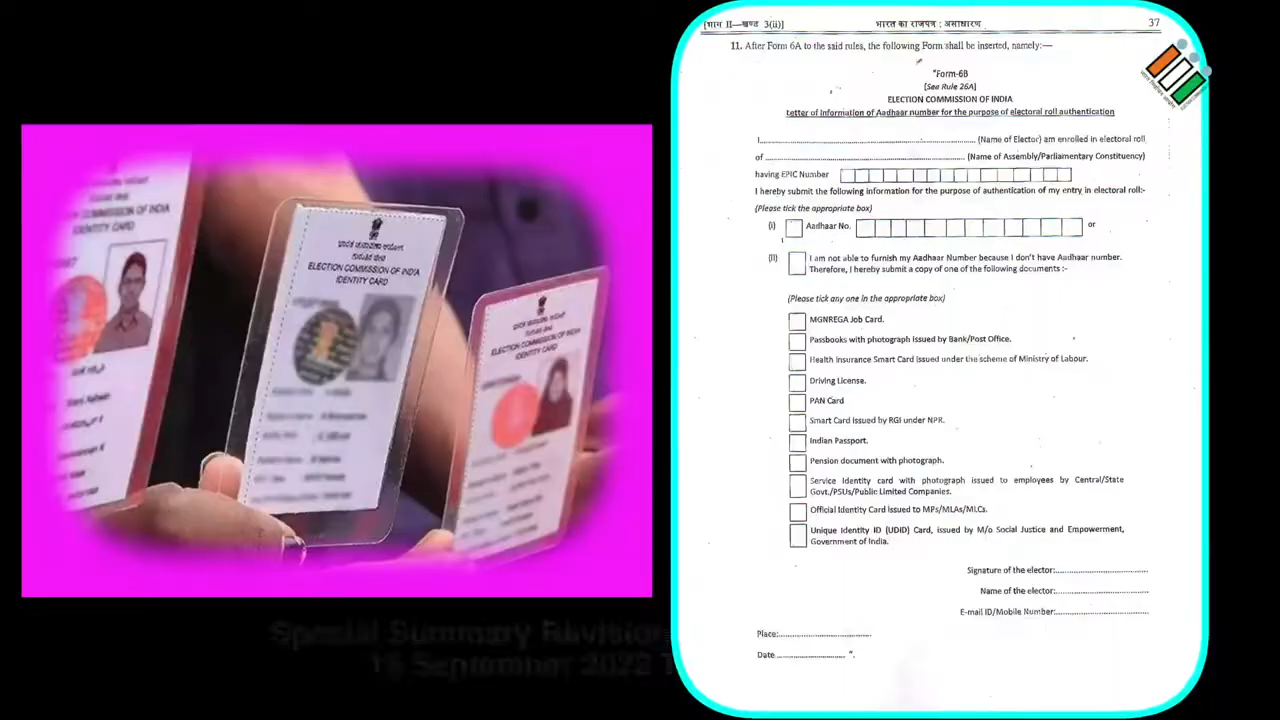 COMMISSION OF INDIA
IDENTITY CARD
ELECTION COMMISSION OF INDIA
IDENTITY CARD
ELECTION COMMISSION OF INDIA
IDENTITY CARD
Special Summary Revision
September, 2022
[भाग II—खण्ड 3(ii)] भारत का राजपत्र : असाधारण 37
11. After Form 6A to the said rules, the following Form shall be inserted, namely:—
"Form-6B
[See Rule 26A]
ELECTION COMMISSION OF INDIA
Letter of Information of Aadhaar number for the purpose of electoral roll authentication
I.......................................................... (Name of Elector) am enrolled in electoral roll
of .......................................................... (Name of Assembly/Parliamentary Constituency)
having EPIC Number
I hereby submit the following information for the purpose of authentication of my entry in electoral roll:-
(Please tick the appropriate box)
(i) Aadhaar No. or
(ii) I am not able to furnish my Aadhaar Number because I don't have Aadhaar number.
Therefore, I hereby submit a copy of one of the following documents :-
(Please tick any one in the appropriate box)
MGNREGA Job Card.
Passbooks with photograph issued by Bank/Post Office.
Health Insurance Smart Card issued under the scheme of Ministry of Labour.
Driving License.
PAN Card
Smart Card issued by RGI under NPR.
Indian Passport.
Pension document with photograph.
Service Identity card with photograph issued to employees by Central/State
Govt./PSUs/Public Limited Companies.
Official Identity Card issued to MPs/MLAs/MLCs.
Unique Identity ID (UDID) Card, issued by M/o Social Justice and Empowerment,
Government of India.
Signature of the elector:..............................
Name of the elector:..............................
E-mail ID/Mobile Number:..............................
Place:..............................
Date......................".